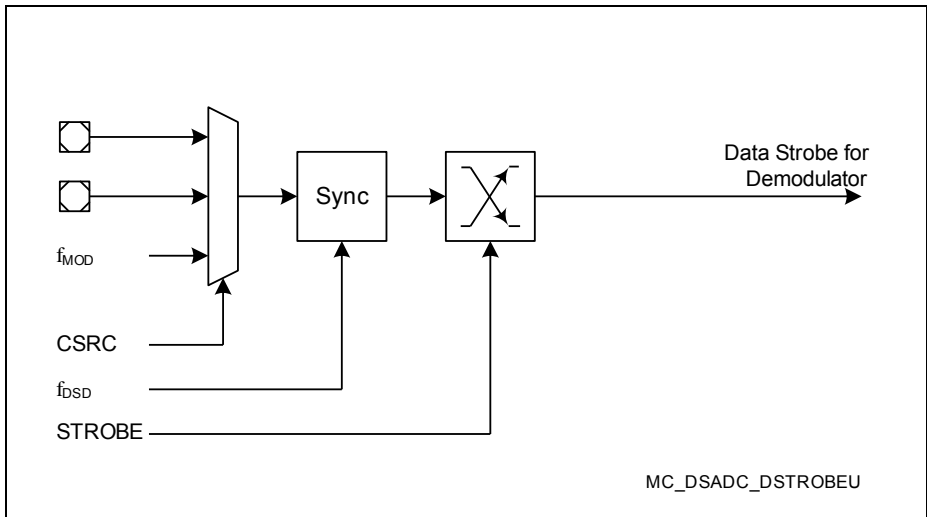 Data Strobe for
Demodulator
Sync
fMOD
CSRC
fDSD
STROBE
MC_DSADC_DSTROBEU